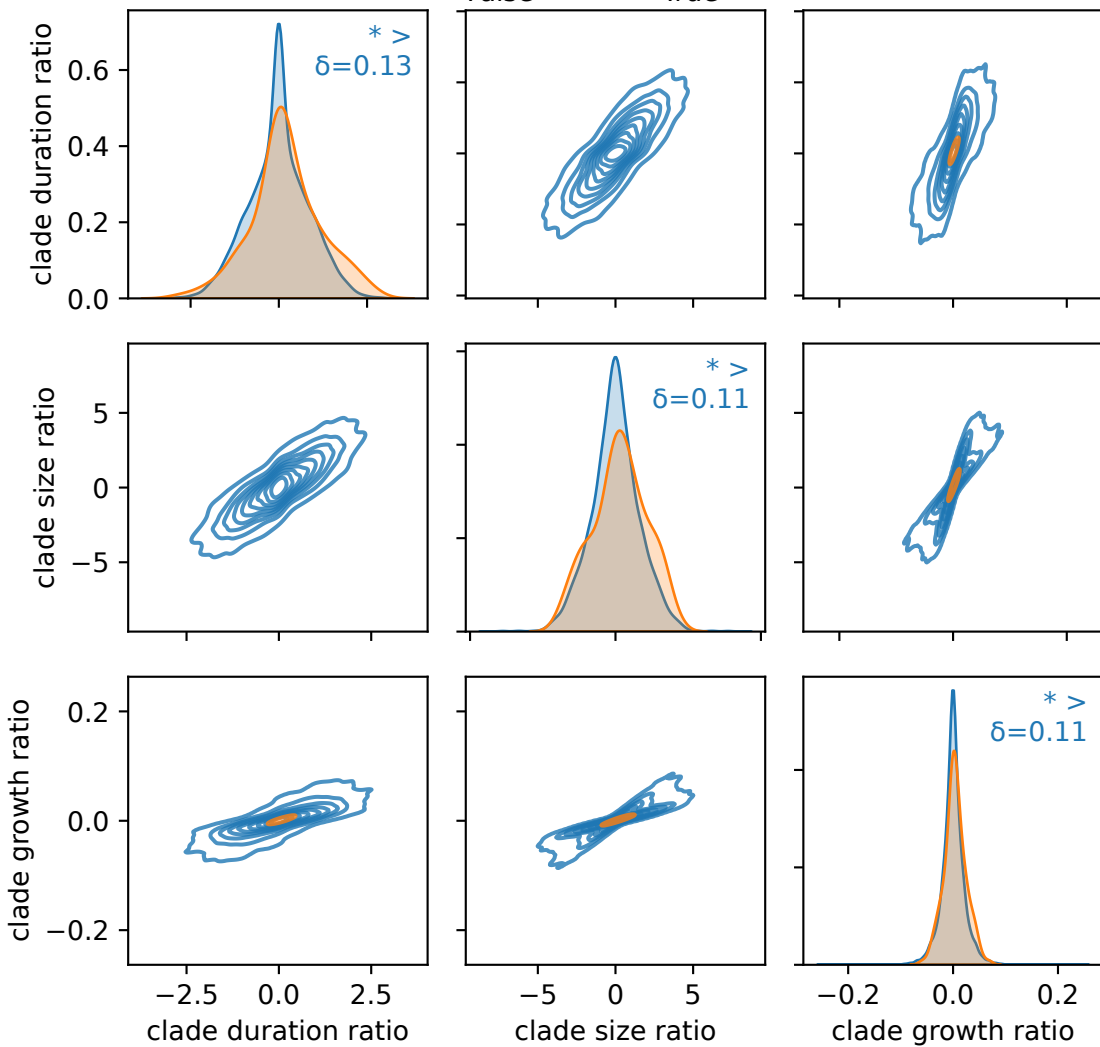 clade duration ratio
0.6
0.4
0.2
0.0
* >
δ=0.13
clade size ratio
5
0
−5
* >
δ=0.11
clade growth ratio
0.2
0.0
−0.2
* >
δ=0.11
−2.5 0.0 2.5
−5 0 5
−0.2 0.0 0.2
clade duration ratio
clade size ratio
clade growth ratio